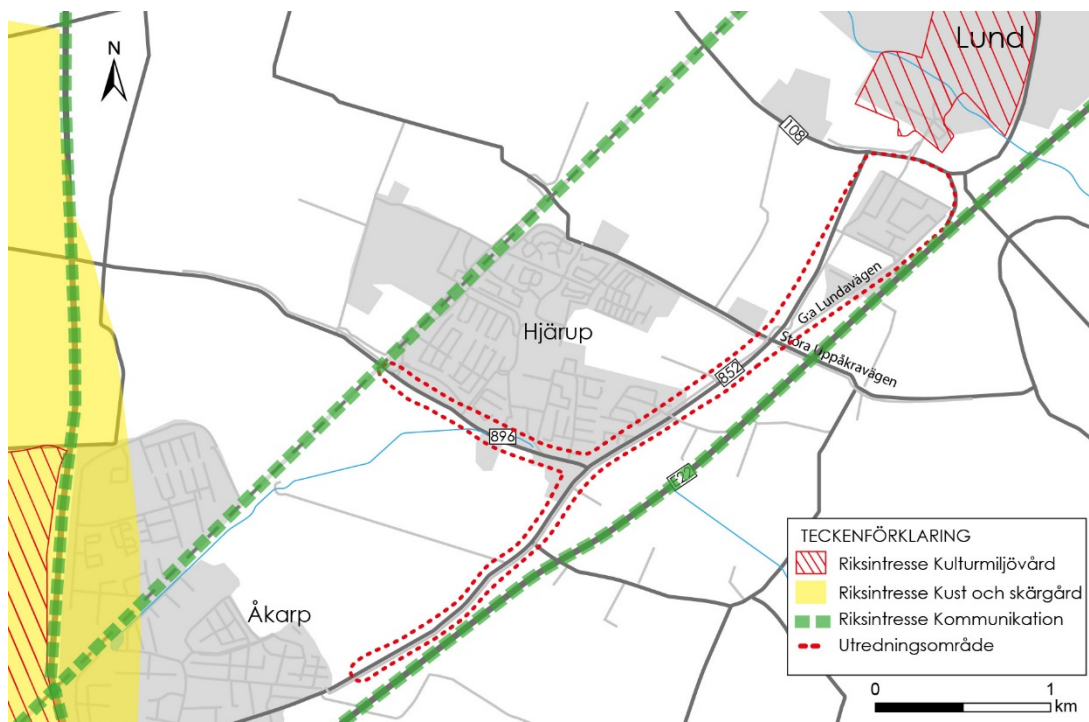 Lund
N
108
Hjärup
G:a Lundavägen
Stora Uppåkravägen
852
896
E22
Åkarp
TECKENFÖRKLARING
Riksintresse Kulturmiljövård
Riksintresse Kust och skärgård
Riksintresse Kommunikation
Utredningsområde
0 1
km